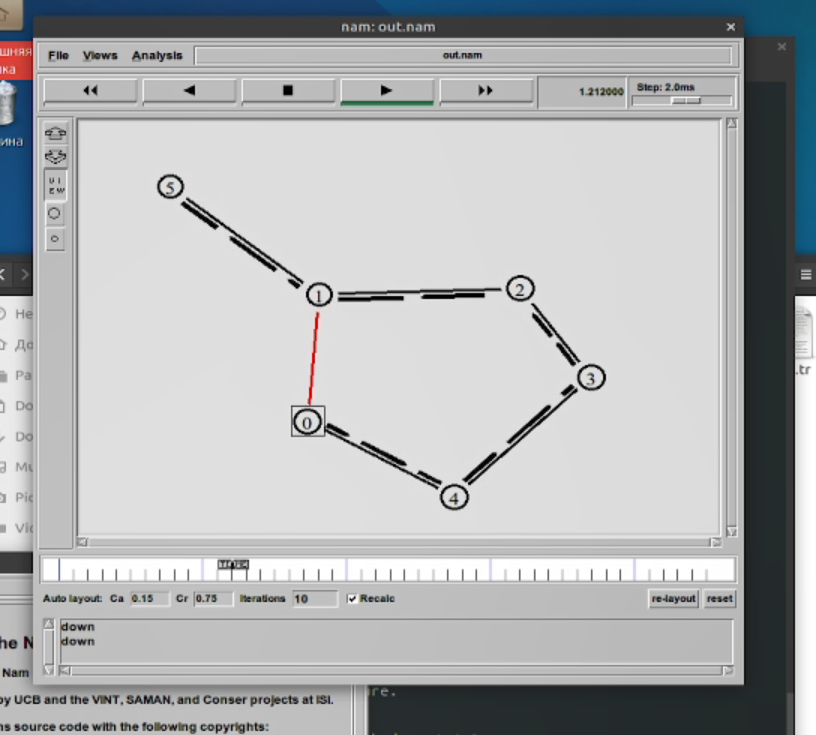 nam: out.nam
File Views Analysis out.nam
1.212000 Step: 2.0ms
VI
EW
5
1
2
3
0
4
TIME
Auto layout: Ca 0.15 Cr 0.75 Iterations 10 Recalc re-layout reset
down
down
шняя
ка
ина
Не
До
Ра
Do
Do
Mu
Pic
Vic
.tr
he N
Nam
re.
by UCB and the VINT, SAMAN, and Conser projects at ISI.
ns source code with the following copyrights: